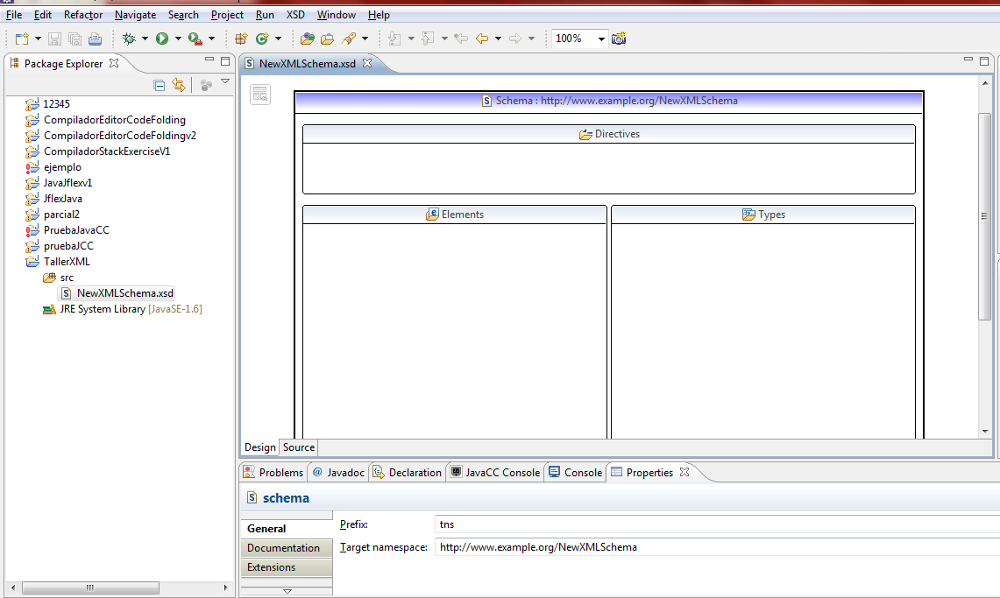 File Edit Refactor Navigate Search Project Run XSD Window Help
100%
Package Explorer
12345
CompiladorEditorCodeFolding
CompiladorEditorCodeFoldingv2
CompiladorStackExerciseV1
ejemplo
JavaJflexv1
JflexJava
parcial2
PruebaJavaCC
pruebaJCC
TallerXML
src
NewXMLSchema.xsd
JRE System Library [JavaSE-1.6]
NewXMLSchema.xsd
Schema : http://www.example.org/NewXMLSchema
Directives
Elements Types
Design Source
Problems Javadoc Declaration JavaCC Console Console Properties
schema
General
Documentation
Extensions
Prefix: tns
Target namespace: http://www.example.org/NewXMLSchema